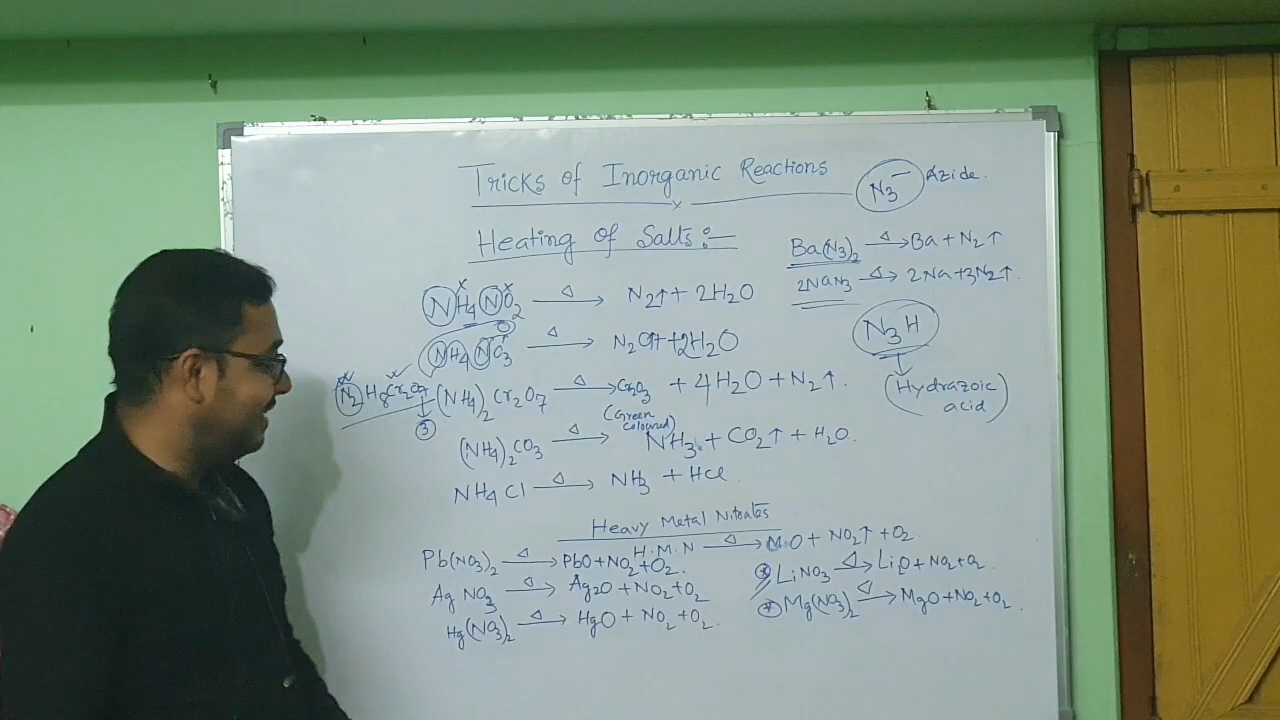 Tricks of Inorganic Reactions
N3⁻ Azide.
Heating of Salts:-
Ba(N3)2 —Δ→ Ba + N2↑
2NaN3 —Δ→ 2Na+3N2↑.
NH4NO2 —Δ→ N2↑ + 2H2O
N3H
NH4NO3 —Δ→ N2O↑+2H2O
(Hydrazoic acid)
N2H8Cr2O7 (NH4)2Cr2O7 —Δ→ Cr2O3 + 4H2O + N2↑.
3
(Green coloured)
(NH4)2CO3 —Δ→ NH3 + CO2↑ + H2O.
NH4Cl —Δ→ NH3 + HCl
Heavy Metal Nitrates
H.M.N —Δ→ M.O + NO2↑ + O2
Pb(NO3)2 —Δ→ PbO+NO2+O2.
* LiNO3 —Δ→ Li2O + NO2+O2
AgNO3 —Δ→ Ag2O + NO2+O2
* Mg(NO3)2 —Δ→ MgO+NO2+O2.
Hg(NO3)2 —Δ→ HgO + NO2 +O2.